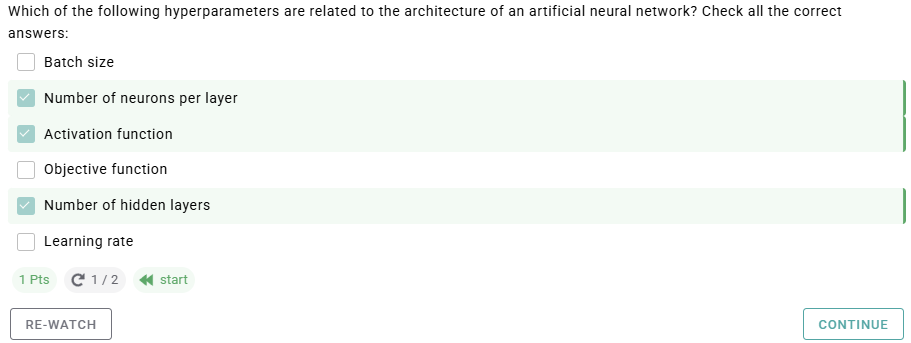 Which of the following hyperparameters are related to the architecture of an artificial neural network? Check all the correct
answers:
Batch size
Number of neurons per layer
Activation function
Objective function
Number of hidden layers
Learning rate
1 Pts 1 / 2 start
RE-WATCH CONTINUE